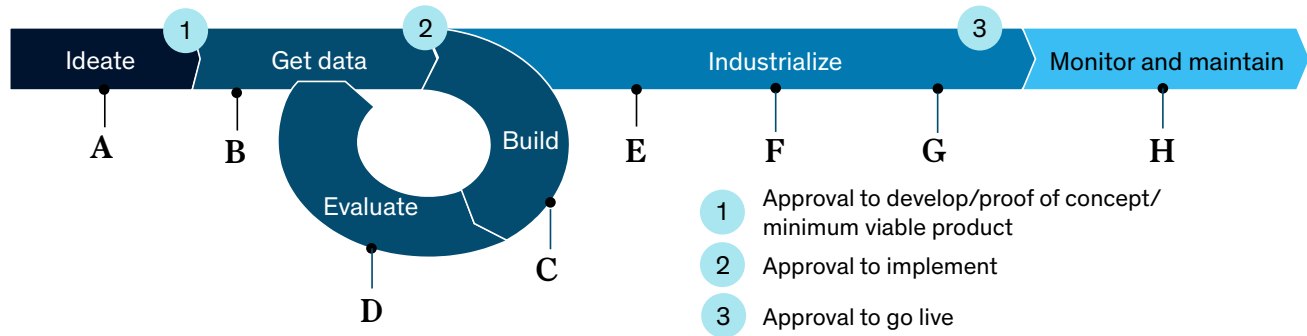 1
2
3
Ideate
Get data
Industrialize
Monitor and maintain
A
B
Build
E
F
G
H
Evaluate
C
D
1 Approval to develop/proof of concept/
minimum viable product
2 Approval to implement
3 Approval to go live